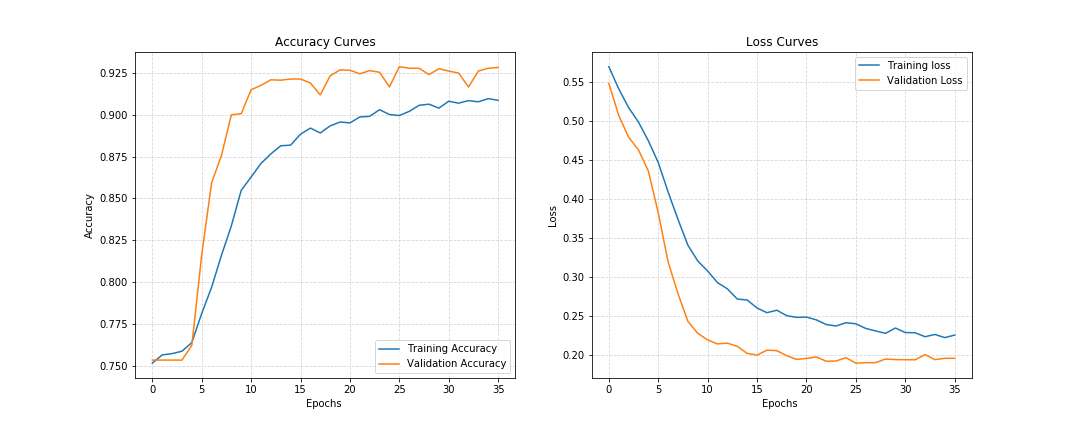 Accuracy Curves
0.925
0.900
0.875
0.850
0.825
0.800
0.775
0.750
Accuracy
0 5 10 15 20 25 30 35
Epochs
Training Accuracy
Validation Accuracy
Loss Curves
0.55
0.50
0.45
0.40
0.35
0.30
0.25
0.20
Loss
0 5 10 15 20 25 30 35
Epochs
Training loss
Validation Loss